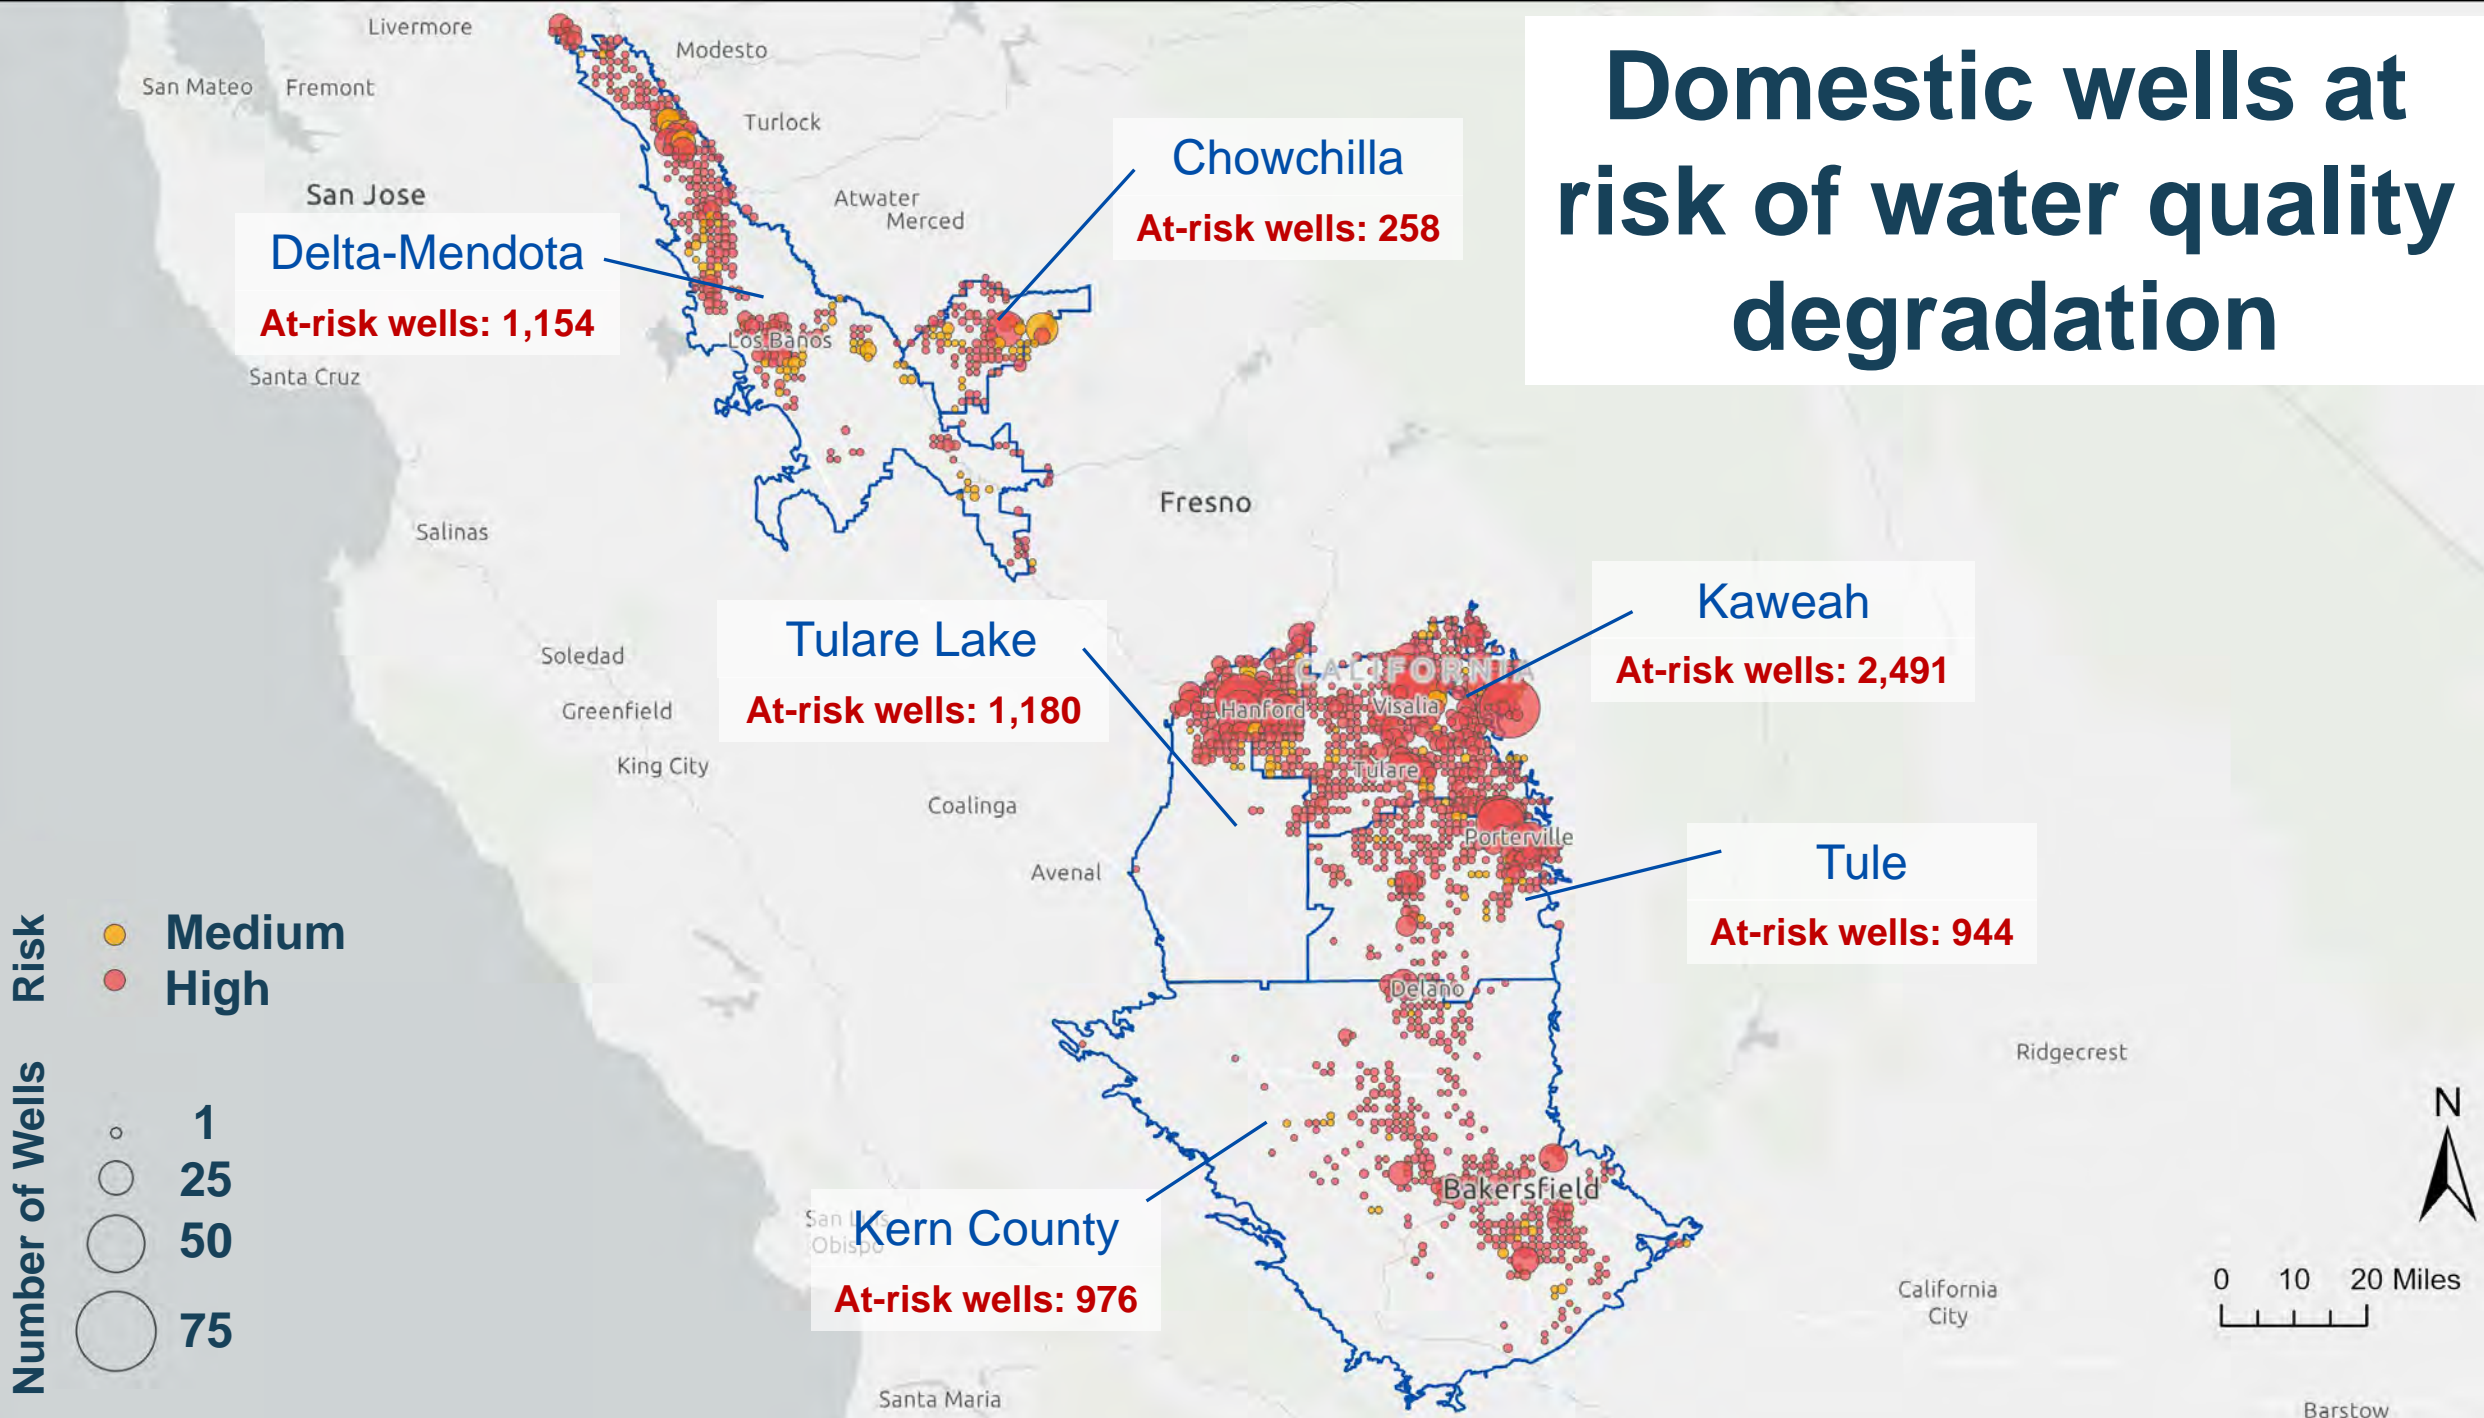 Domestic wells at
risk of water quality
degradation
Livermore
Modesto
San Mateo
Fremont
Turlock
Chowchilla
At-risk wells: 258
San Jose
Atwater
Merced
Delta-Mendota
At-risk wells: 1,154
Los Banos
Santa Cruz
Fresno
Salinas
Kaweah
At-risk wells: 2,491
Tulare Lake
At-risk wells: 1,180
Soledad
CALIFORNIA
Greenfield
Hanford
Visalia
King City
Tulare
Coalinga
Porterville
Avenal
Tule
At-risk wells: 944
Risk
Medium
High
Delano
Ridgecrest
Number of Wells
1
25
50
75
N
Bakersfield
San Luis
Obispo
Kern County
At-risk wells: 976
0 10 20 Miles
California
City
Santa Maria
Barstow